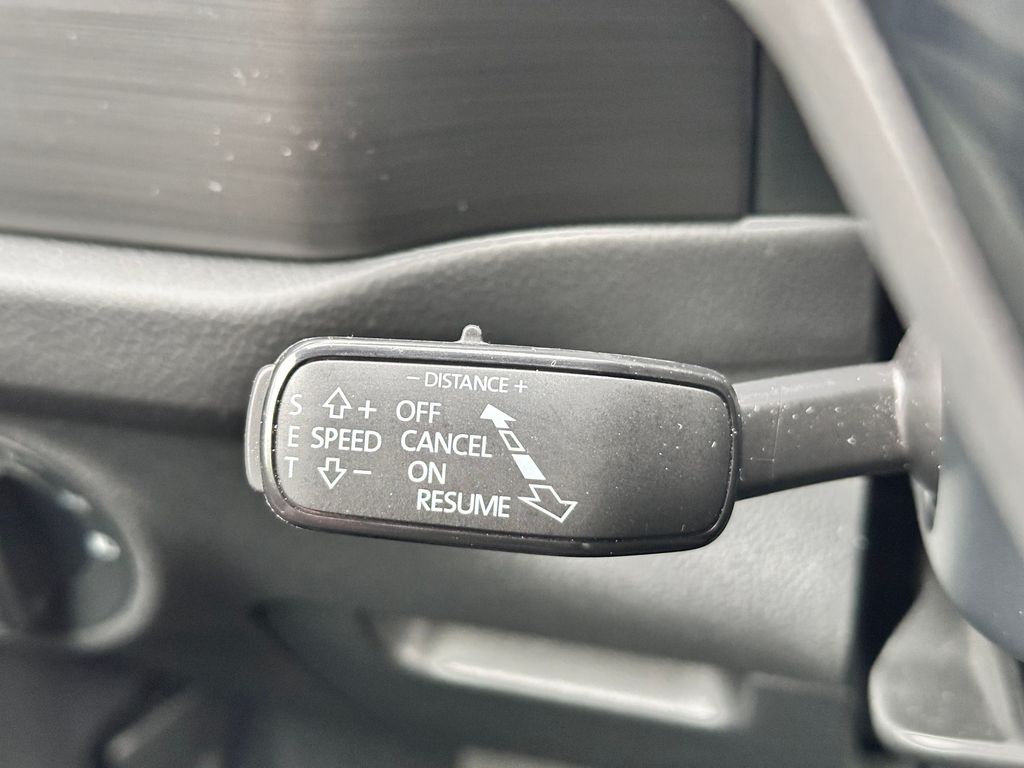 − DISTANCE +
S + OFF
E SPEED CANCEL
T − ON
RESUME